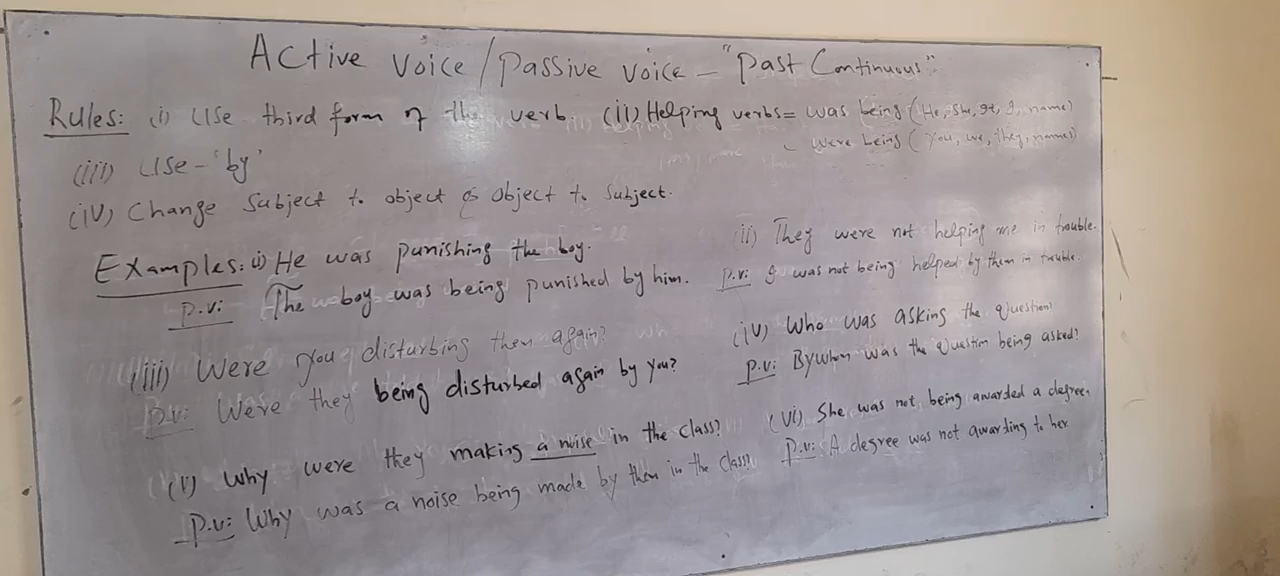 Active Voice / Passive Voice - "Past Continuous"
Rules: (i) Use third form of the verb. (ii) Helping verbs = was being (He, She, It, I, name)
(iii) Use - 'by' - were being (You, we, they, names)
(iv) Change Subject to object & object to Subject.
Examples: (i) He was punishing the boy.
P.V: The boy was being punished by him.
(ii) They were not helping me in trouble.
P.V: I was not being helped by them in trouble.
(iii) Were you disturbing them again?
P.V: Were they being disturbed again by you?
(iv) Who was asking the question?
P.V: By whom was the question being asked?
(v) Why were they making a noise in the class?
P.V: Why was a noise being made by them in the class?
(vi) She was not being awarded a degree.
P.V: A degree was not awarding to her